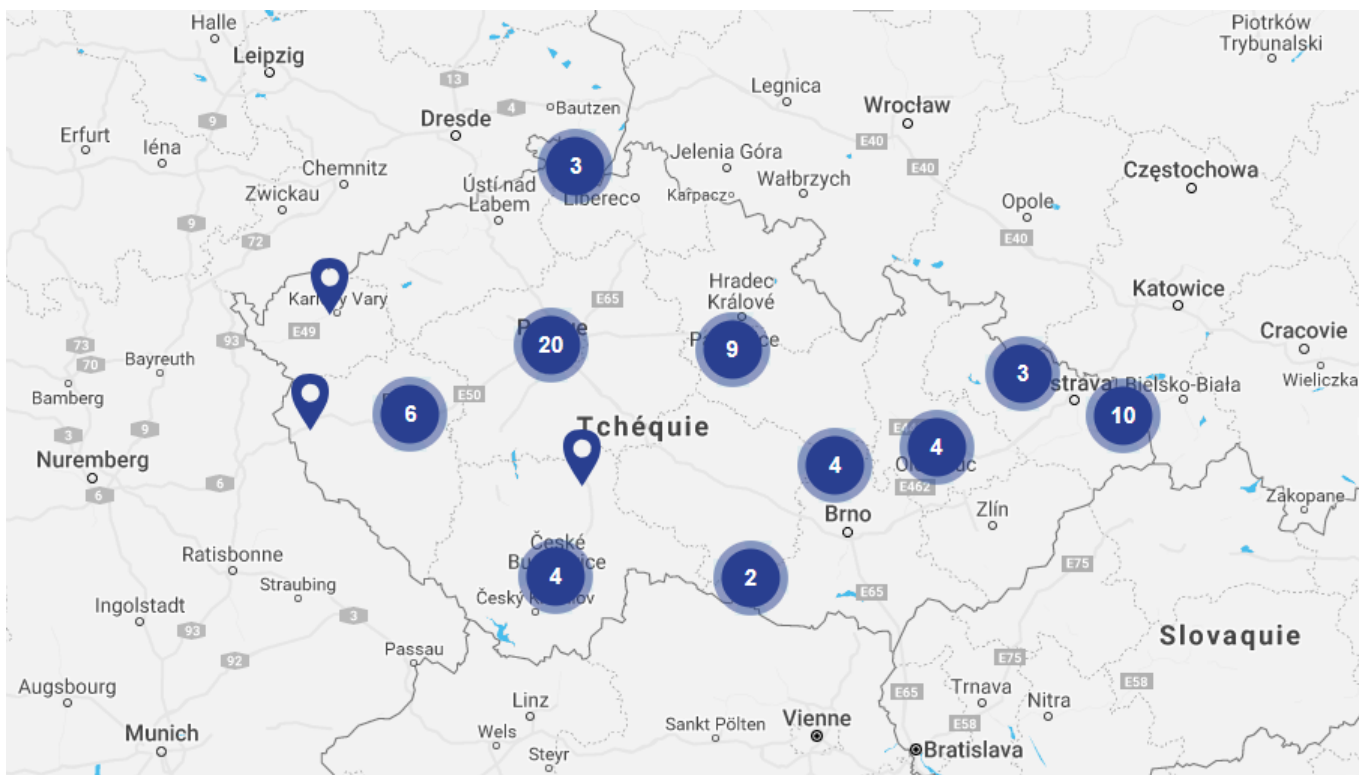 Halle
Leipzig
Piotrków
Trybunalski
13
Legnica
4
Bautzen
Wrocław
Dresde
9
Erfurt
Iéna
E40
Jelenia Góra
3
Chemnitz
E40
Częstochowa
Wałbrzych
Ústí nad
Łabem
Zwickau
Karpacz
Liberec
Opole
9
72
E40
Hradec
Králové
Katowice
Karlovy Vary
E65
E49
Cracovie
93
73
20
9
Bayreuth
70
3
Wieliczka
Bamberg
E50
Bielsko-Biała
6
10
Tchéquie
9
3
4
Nuremberg
4
6
6
E462
Zlín
Zakopane
Brno
České
Ratisbonne
E75
4
2
Straubing
E65
Ingolstadt
3
93
Slovaquie
Passau
92
E75
E58
Augsbourg
Trnava
E65
Linz
Nitra
Sankt Pölten
Vienne
E58
Munich
Wels
Bratislava
Steyr